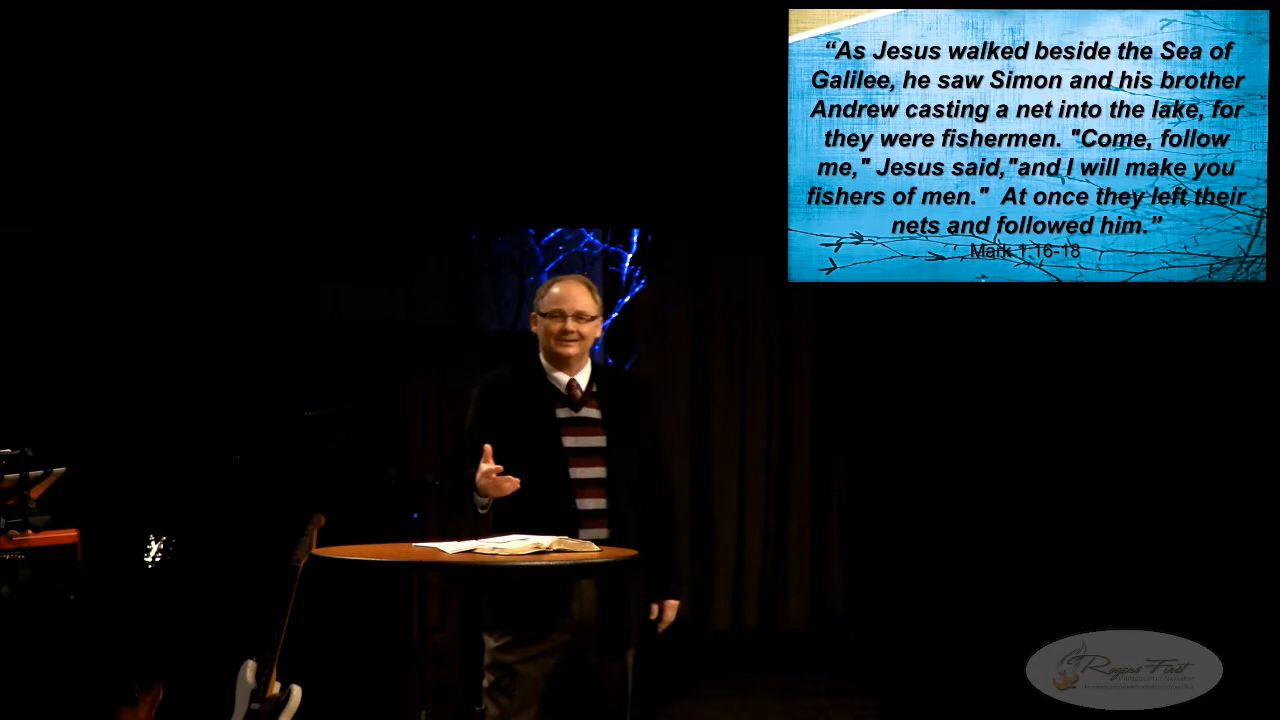 “As Jesus walked beside the Sea of
Galilee, he saw Simon and his brother
Andrew casting a net into the lake, for
they were fishermen. "Come, follow
me," Jesus said,"and I will make you
fishers of men." At once they left their
nets and followed him.”
Mark 1:16-18
Rogers First